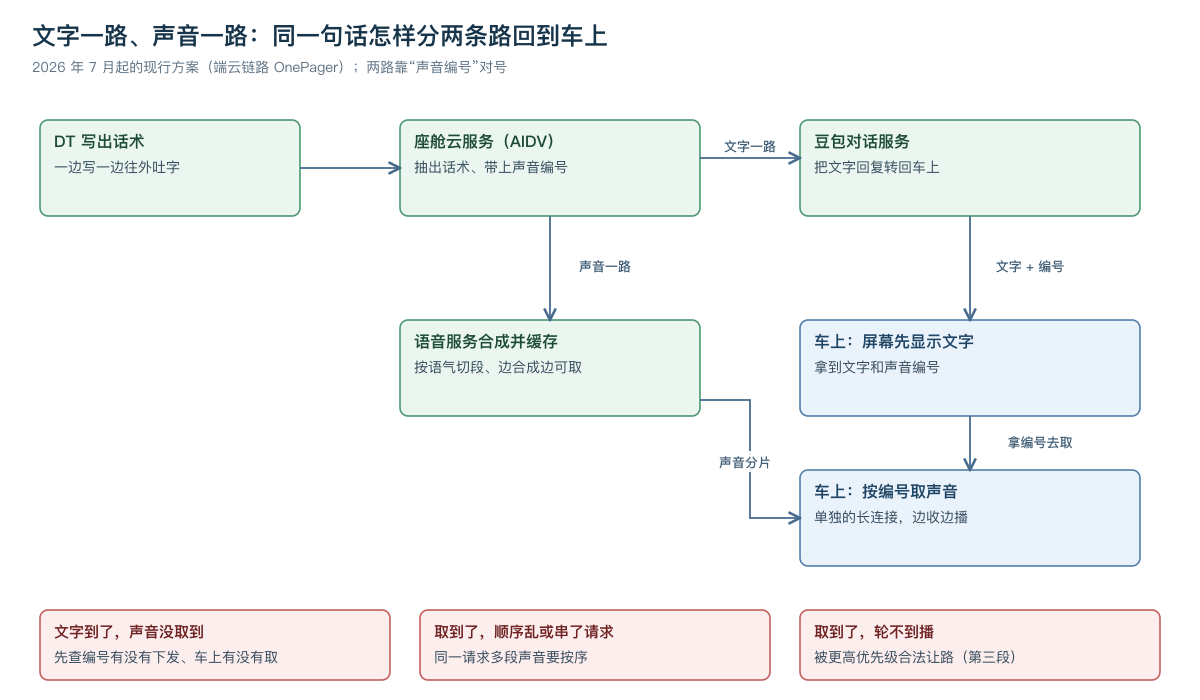 文字一路、声音一路：同一句话怎样分两条路回到车上
2026 年 7 月起的现行方案（端云链路 OnePager）；两路靠“声音编号”对号
DT 写出话术
一边写一边往外吐字
座舱云服务（AIDV）
抽出话术、带上声音编号
文字一路
豆包对话服务
把文字回复转回车上
声音一路
文字 + 编号
语音服务合成并缓存
按语气切段、边合成边可取
车上：屏幕先显示文字
拿到文字和声音编号
拿编号去取
声音分片
车上：按编号取声音
单独的长连接，边收边播
文字到了，声音没取到
先查编号有没有下发、车上有没有取
取到了，顺序乱或串了请求
同一请求多段声音要按序
取到了，轮不到播
被更高优先级合法让路（第三段）